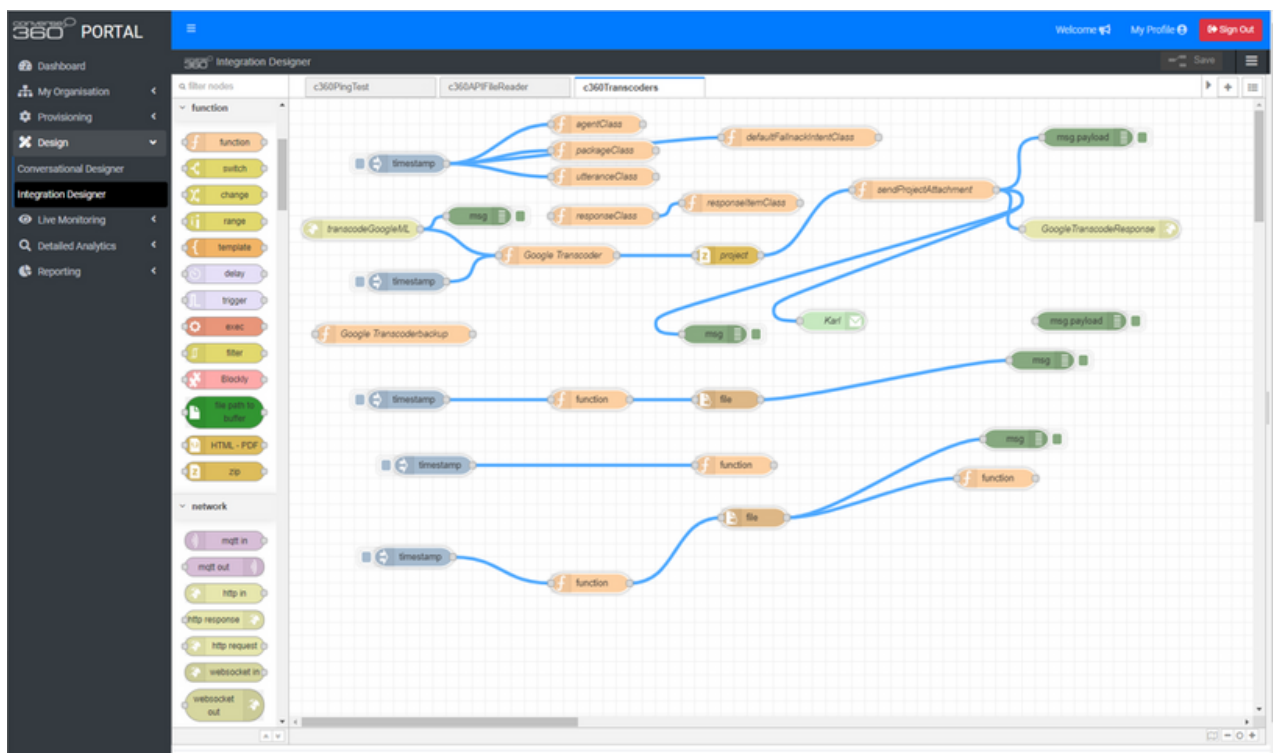 converse
360 PORTAL
Welcome
My Profile
Sign Out
Dashboard
My Organisation
Provisioning
Design
Conversational Designer
Integration Designer
Live Monitoring
Detailed Analytics
Reporting
360 Integration Designer
Save
filter nodes
function
function
switch
change
range
template
delay
trigger
exec
filter
Blockly
file path to
buffer
HTML - PDF
zip
network
mqtt in
mqtt out
http in
http response
http request
websocket in
websocket
out
c360PingTest
c360APIFileReader
c360Transcoders
agentClass
defaultFallnackIntentClass
msg.payload
packageClass
timestamp
utteranceClass
sendProjectAttachment
responseItemClass
msg
responseClass
transcodeGoogleML
GoogleTranscodeResponse
Google Transcoder
project
timestamp
Karl
msg.payload
Google Transcoderbackup
msg
msg
timestamp
function
file
msg
timestamp
function
function
file
timestamp
function